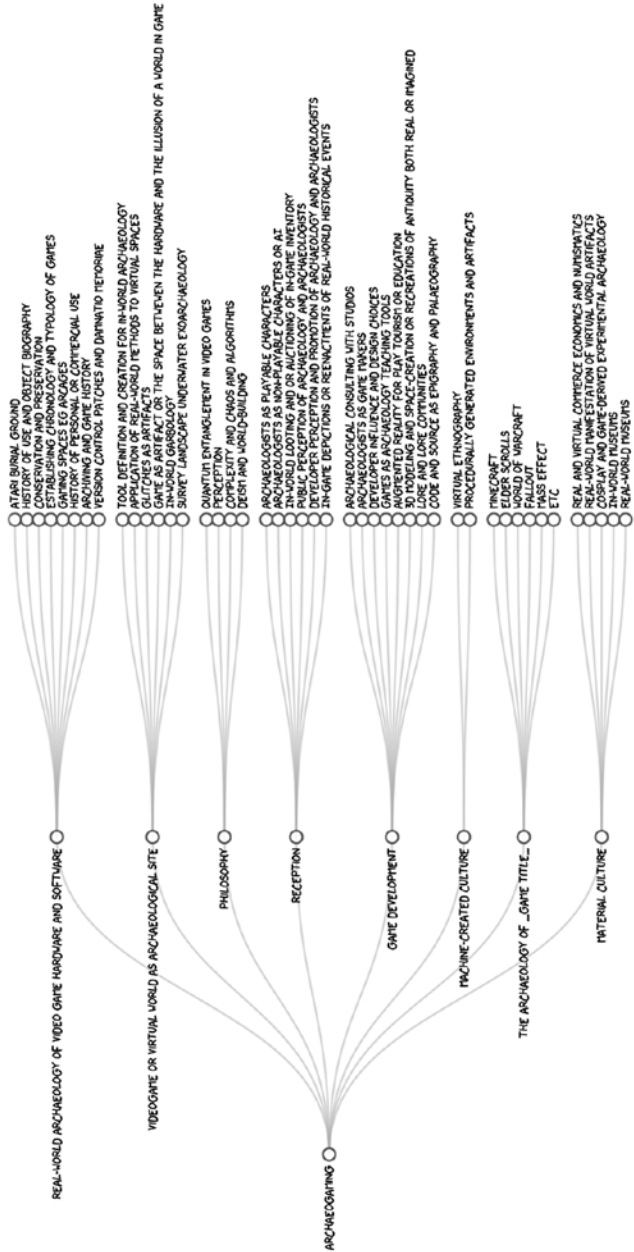 ARCHAEOGAMING
REAL-WORLD ARCHAEOLOGY OF VIDEO GAME HARDWARE AND SOFTWARE
ATARI BURIAL GROUND
HISTORY OF USE AND OBJECT BIOGRAPHY
CONSERVATION AND PRESERVATION
ESTABLISHING CHRONOLOGY AND TYPOLOGY OF GAMES
GAMING SPACES EG ARCAGES
HISTORY OF PERSONAL OR COMMERCIAL USE
ARCHIVING AND GAME HISTORY
VERSION CONTROL PATCHES AND DAMNATIO MEMORIAE
VIDEOGAME OR VIRTUAL WORLD AS ARCHAEOLOGICAL SITE
TOOL DEFINITION AND CREATION FOR IN-WORLD ARCHAEOLOGY
APPLICATION OF REAL-WORLD METHODS TO VIRTUAL SPACES
GLITCHES AS ARTIFACTS
GAME AS ARTIFACT OR THE SPACE BETWEEN THE HARDWARE AND THE ILLUSION OF A WORLD IN GAME
IN-WORLD GARBOLOGY
SURVEY LANDSCAPE UNDERWATER EXOARCHAEOLOGY
PHILOSOPHY
QUANTUM ENTANGLEMENT IN VIDEO GAMES
PERCEPTION
COMPLEXITY AND CHAOS AND ALGORITHMS
DEISM AND WORLD-BUILDING
RECEPTION
ARCHAEOLOGISTS AS PLAYABLE CHARACTERS
ARCHAEOLOGISTS AS NON-PLAYABLE CHARACTERS OR AI
IN-WORLD LOOTING AND OR AUCTIONING OF IN-GAME INVENTORY
PUBLIC PERCEPTION OF ARCHAEOLOGY AND ARCHAEOLOGISTS
DEVELOPER PERCEPTION AND PROMOTION OF ARCHAEOLOGY AND ARCHAEOLOGISTS
IN-GAME DEPICTIONS OR REENACTMENTS OF REAL-WORLD HISTORICAL EVENTS
GAME DEVELOPMENT
ARCHAEOLOGICAL CONSULTING WITH STUDIOS
ARCHAEOLOGISTS AS GAME MAKERS
DEVELOPER INFLUENCE AND DESIGN CHOICES
GAMES AS ARCHAEOLOGY TEACHING TOOLS
AUGMENTED REALITY FOR PLAY TOURISM OR EDUCATION
3D MODELING AND SPACE-CREATION OR RECREATIONS OF ANTIQUITY BOTH REAL OR IMAGINED
LORE AND LORE COMMUNITIES
CODE AND SOURCE AS EPIGRAPHY AND PALAEOGRAPHY
MACHINE-CREATED CULTURE
VIRTUAL ETHNOGRAPHY
PROCEDURALLY GENERATED ENVIRONMENTS AND ARTIFACTS
THE ARCHAEOLOGY OF _GAME TITLE_
MINECRAFT
ELDER SCROLLS
WORLD OF WARCRAFT
FALLOUT
MASS EFFECT
ETC
MATERIAL CULTURE
REAL AND VIRTUAL COMMERCE ECONOMICS AND NUMISMATICS
REAL-WORLD MANIFESTATION OF VIRTUAL WORLD ARTIFACTS
COSPLAY AND GAME-DERIVED EXPERIMENTAL ARCHAEOLOGY
IN-WORLD MUSEUMS
REAL-WORLD MUSEUMS